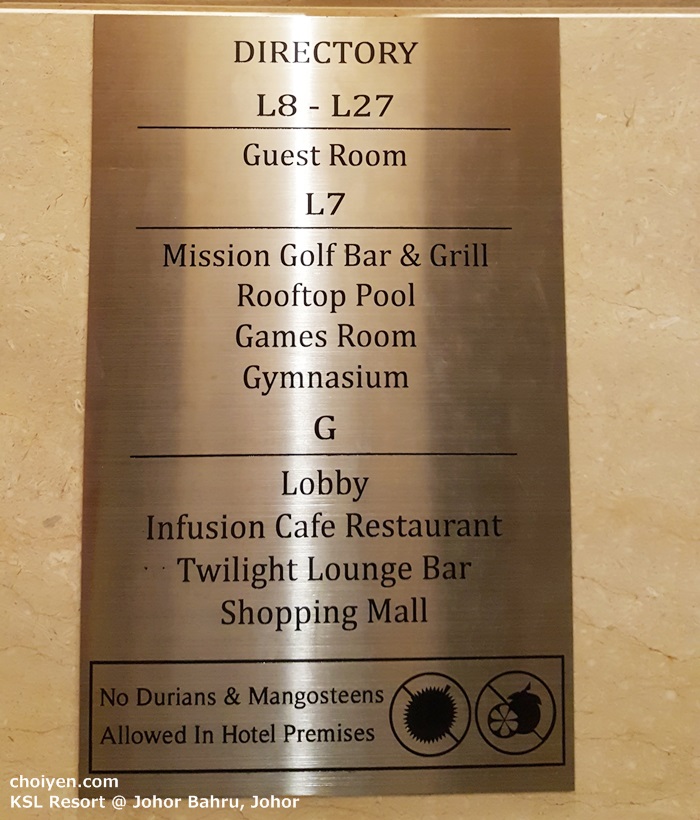 DIRECTORY
L8 - L27
Guest Room
L7
Mission Golf Bar & Grill
Rooftop Pool
Games Room
Gymnasium
G
Lobby
Infusion Cafe Restaurant
Twilight Lounge Bar
Shopping Mall
No Durians & Mangosteens
Allowed In Hotel Premises
choiyen.com
KSL Resort @ Johor Bahru, Johor